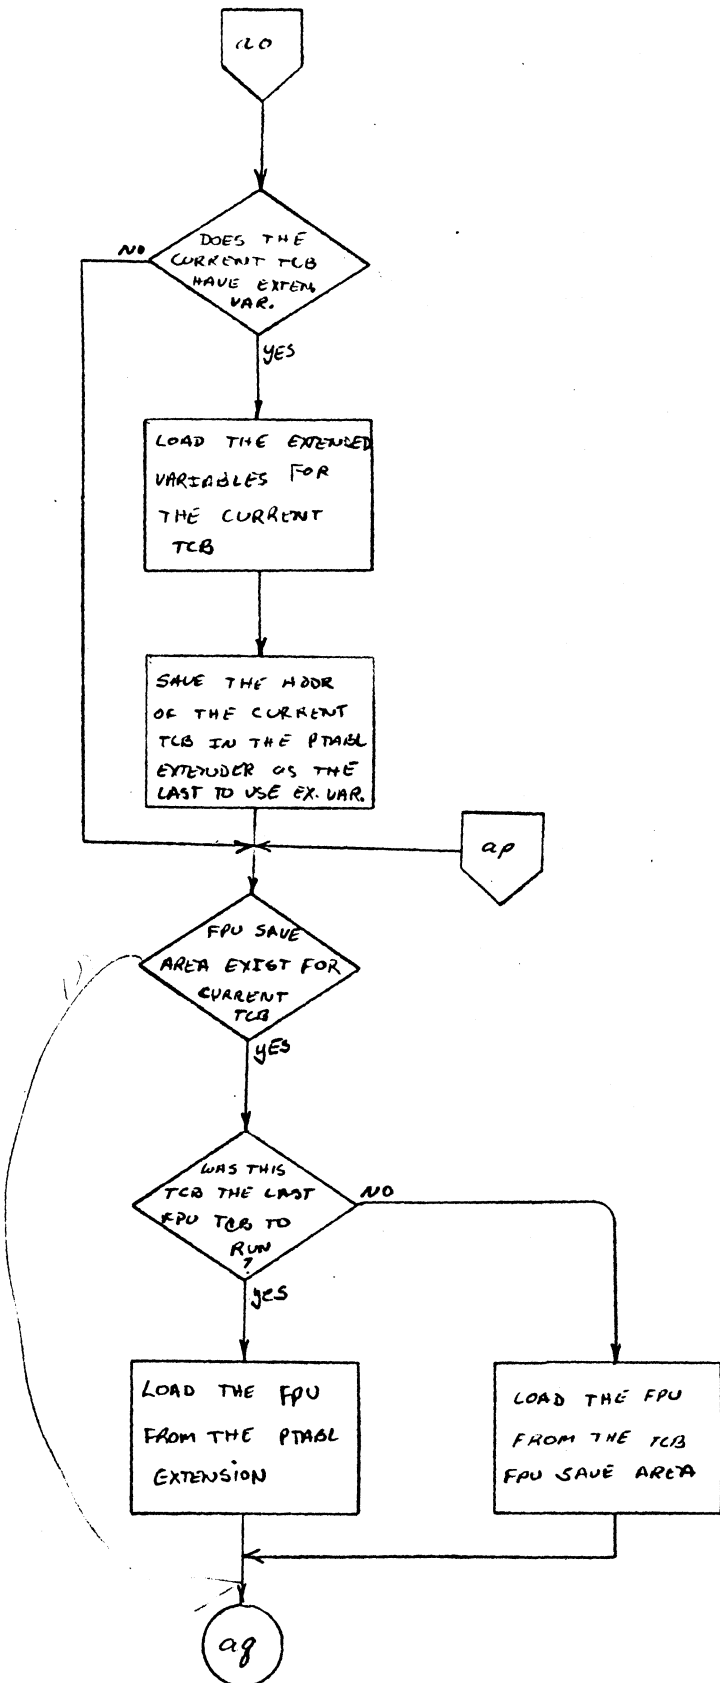 ao
DOES THE
CURRENT TCB
HAVE EXTEN
VAR.
NO
YES
LOAD THE EXTENDED
VARIABLES FOR
THE CURRENT
TCB
SAVE THE ADDR
OF THE CURRENT
TCB IN THE PTABL
EXTENDER AS THE
LAST TO USE EX. VAR.
ap
FPU SAVE
AREA EXIST FOR
CURRENT
TCB
YES
WAS THIS
TCB THE LAST
FPU TCB TO
RUN
?
NO
YES
LOAD THE FPU
FROM THE PTABL
EXTENSION
LOAD THE FPU
FROM THE TCB
FPU SAVE AREA
aq